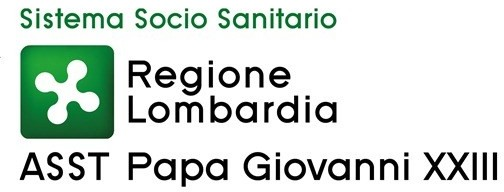 Sistema Socio Sanitario
Regione
Lombardia
ASST Papa Giovanni XXIII